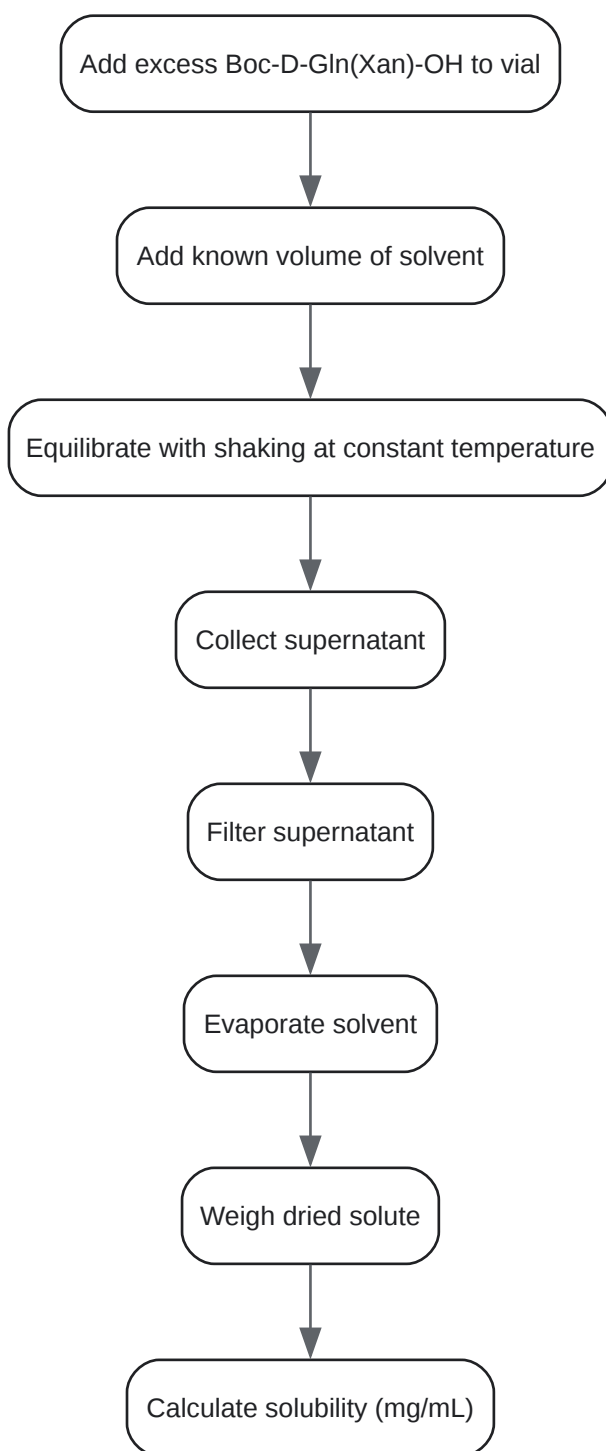 Add excess Boc-D-Gln(Xan)-OH to vial
Add known volume of solvent
Equilibrate with shaking at constant temperature
Collect supernatant
Filter supernatant
Evaporate solvent
Weigh dried solute
Calculate solubility (mg/mL)